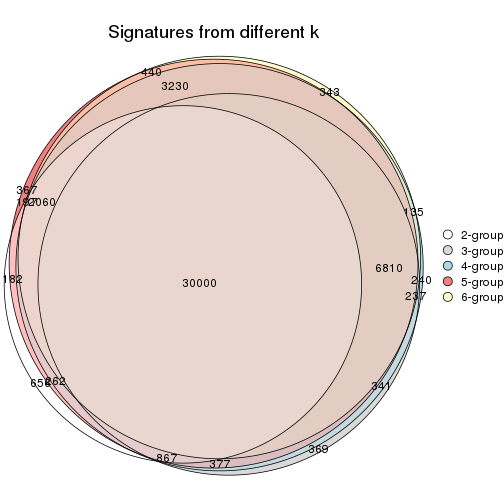 Signatures from different k
440
3230
343
367
2060
135
6810
182
240
237
30000
656
262
341
867
377
369
2-group
3-group
4-group
5-group
6-group